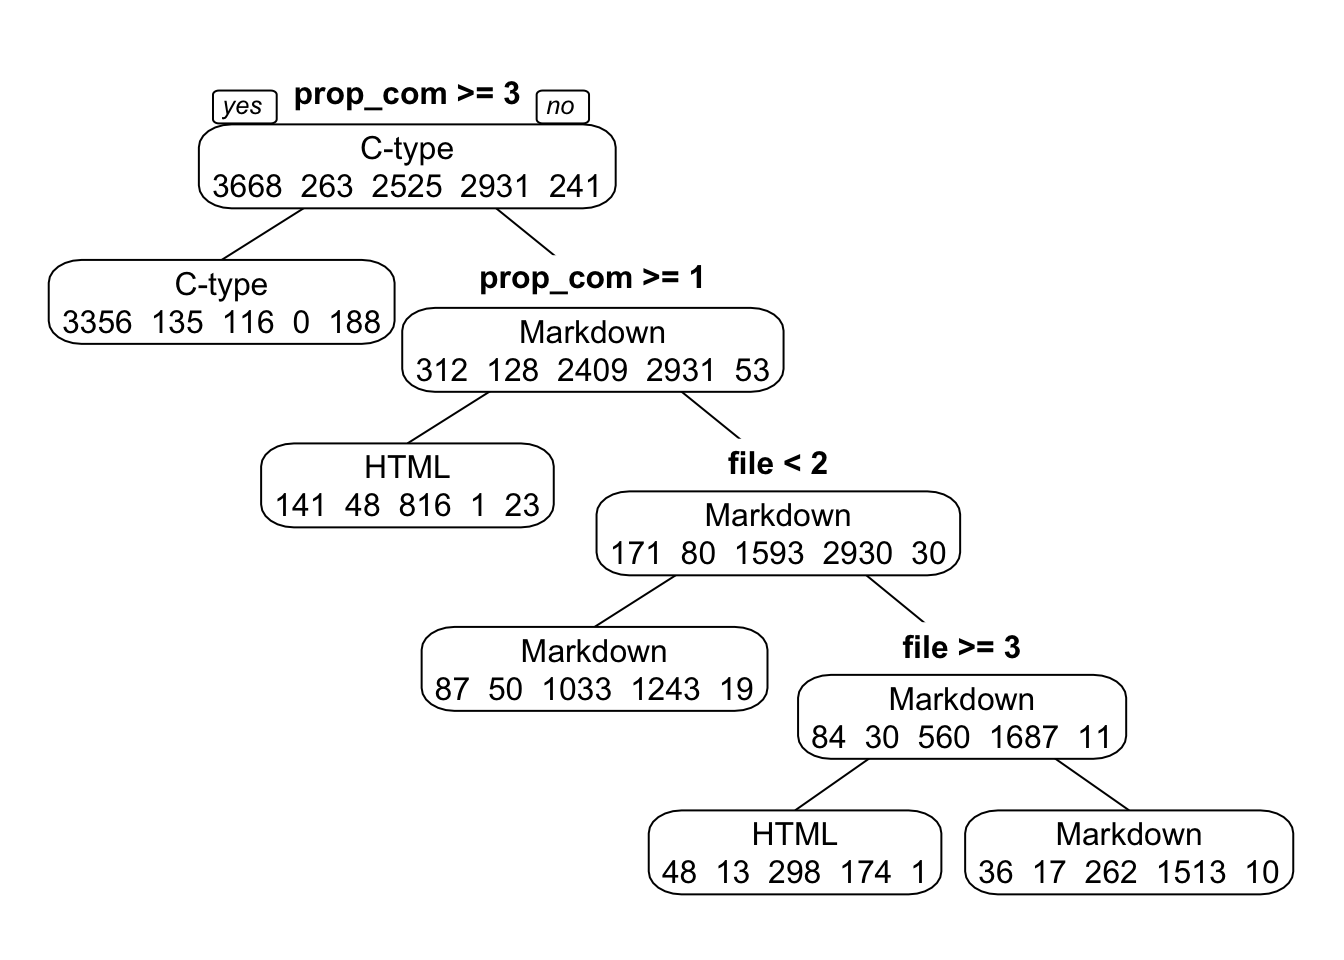 prop_com >= 3
yes
no
C-type
3668 263 2525 2931 241
C-type
3356 135 116 0 188
prop_com >= 1
Markdown
312 128 2409 2931 53
HTML
141 48 816 1 23
file < 2
Markdown
171 80 1593 2930 30
Markdown
87 50 1033 1243 19
file >= 3
Markdown
84 30 560 1687 11
HTML
48 13 298 174 1
Markdown
36 17 262 1513 10